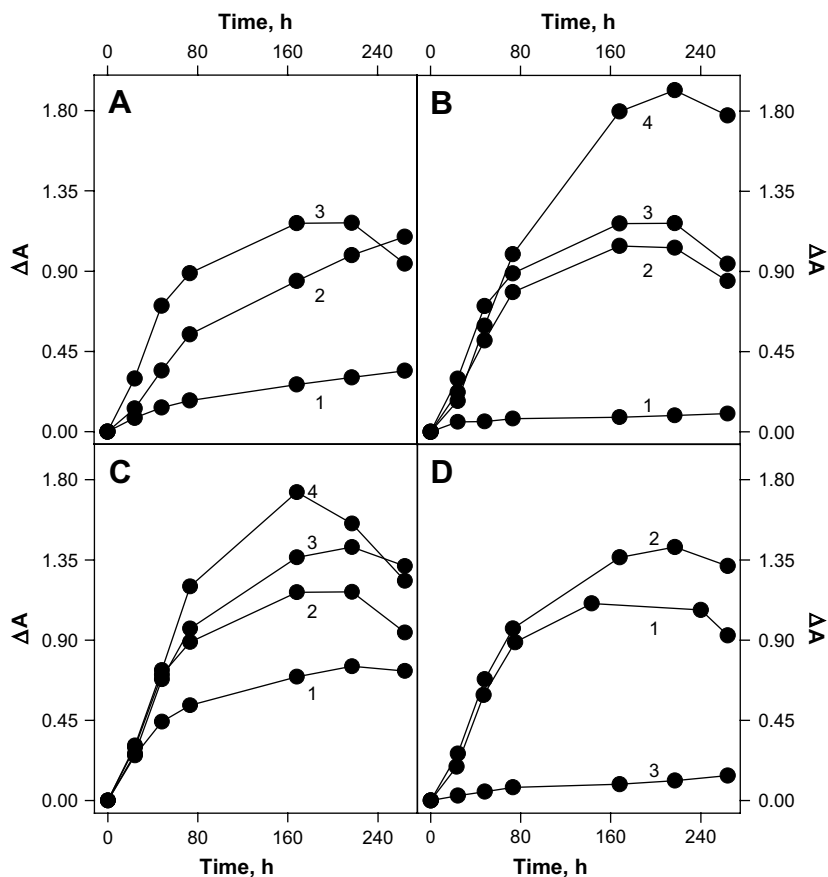 Time, h Time, h
0 80 160 240 0 80 160 240
A B
1.80 1.80
4
1.35 1.35
3 3
ΔA 0.90 0.90 ΔA
2 2
0.45 0.45
1 1
0.00 0.00
C D
1.80 1.80
4
3 2
1.35 1.35
2 1
ΔA 0.90 0.90 ΔA
1
0.45 0.45
3
0.00 0.00
0 80 160 240 0 80 160 240
Time, h Time, h